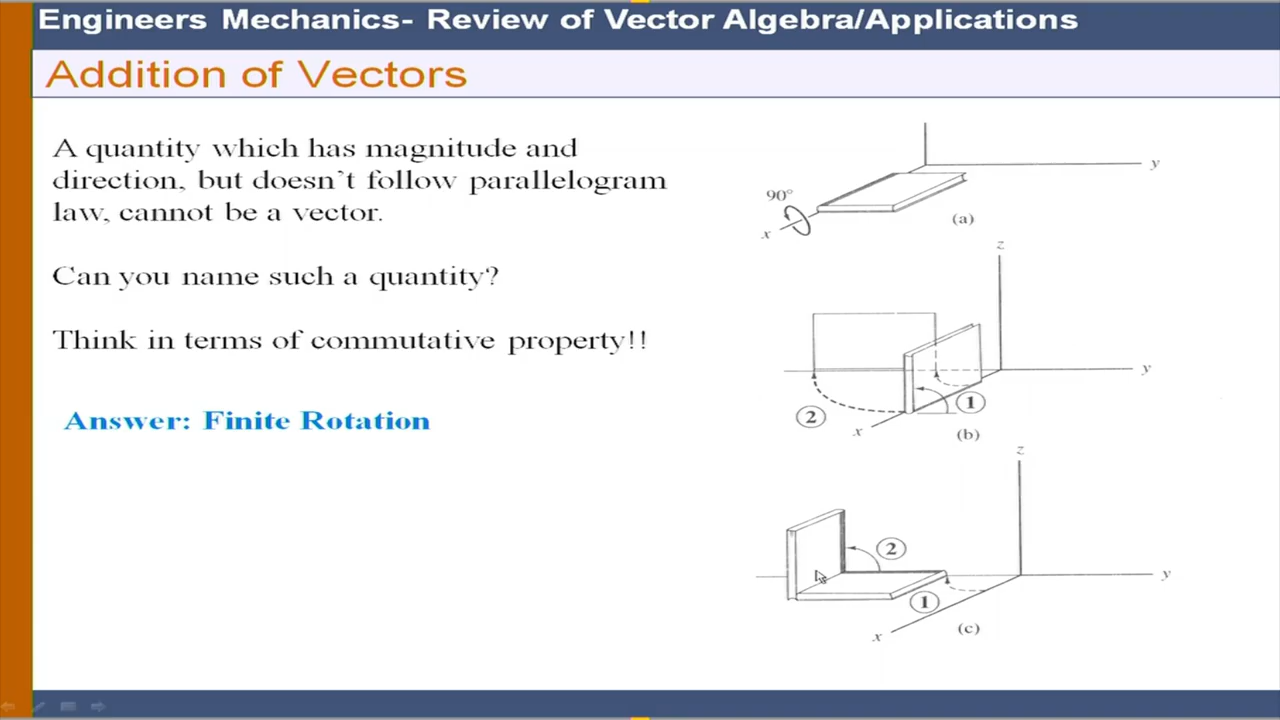 Engineers Mechanics- Review of Vector Algebra/Applications
Addition of Vectors
A quantity which has magnitude and
direction, but doesn't follow parallelogram
law, cannot be a vector.
Can you name such a quantity?
Think in terms of commutative property!!
Answer: Finite Rotation
y
90°
x
(a)
z
y
1
2
x
(b)
z
2
y
1
x
(c)